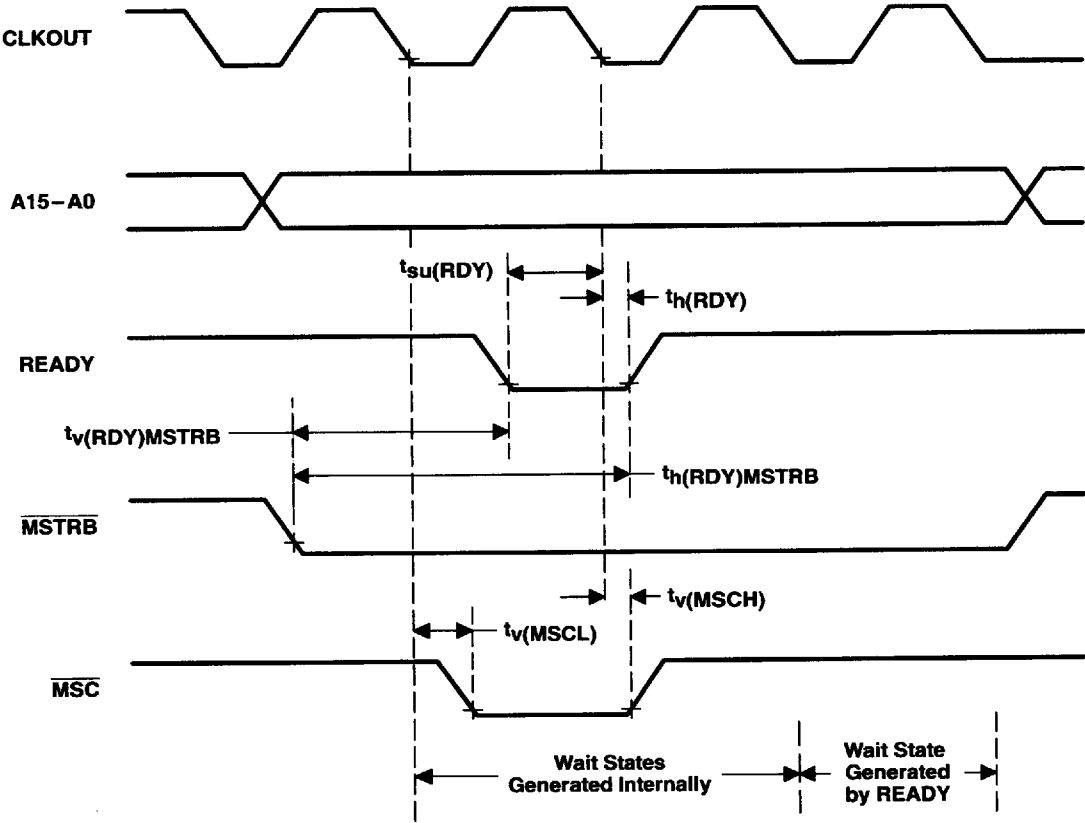 CLKOUT
A15–A0
tsu(RDY)
th(RDY)
READY
tv(RDY)MSTRB
th(RDY)MSTRB
MSTRB
tv(MSCH)
tv(MSCL)
MSC
Wait States
Generated Internally
Wait State
Generated
by READY